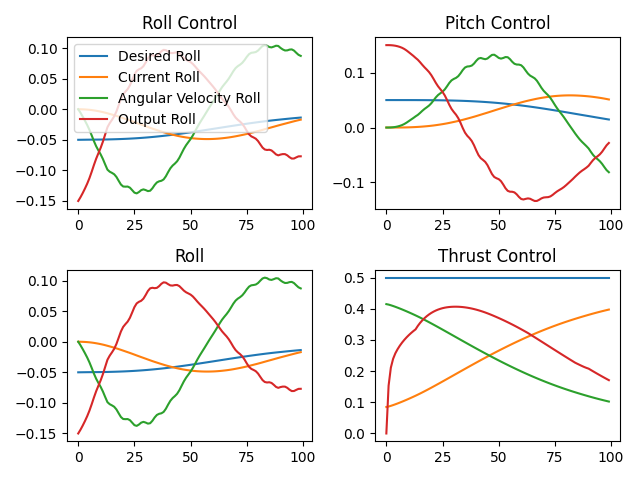 Roll Control
0.10
0.05
0.00
−0.05
−0.10
−0.15
Desired Roll
Current Roll
Angular Velocity Roll
Output Roll
0 25 50 75 100
Pitch Control
0.1
0.0
−0.1
0 25 50 75 100
Roll
0.10
0.05
0.00
−0.05
−0.10
−0.15
0 25 50 75 100
Thrust Control
0.5
0.4
0.3
0.2
0.1
0.0
0 25 50 75 100